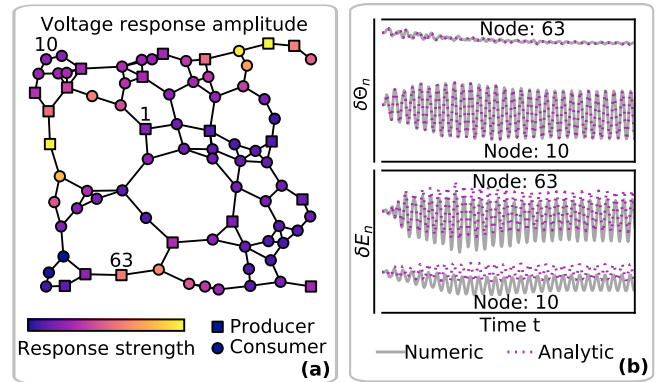 Voltage response amplitude
10
1
63
Response strength
Producer
Consumer
(a)
Node: 63
δΘn
Node: 10
Node: 63
δEn
Node: 10
Time t
Numeric
Analytic
(b)